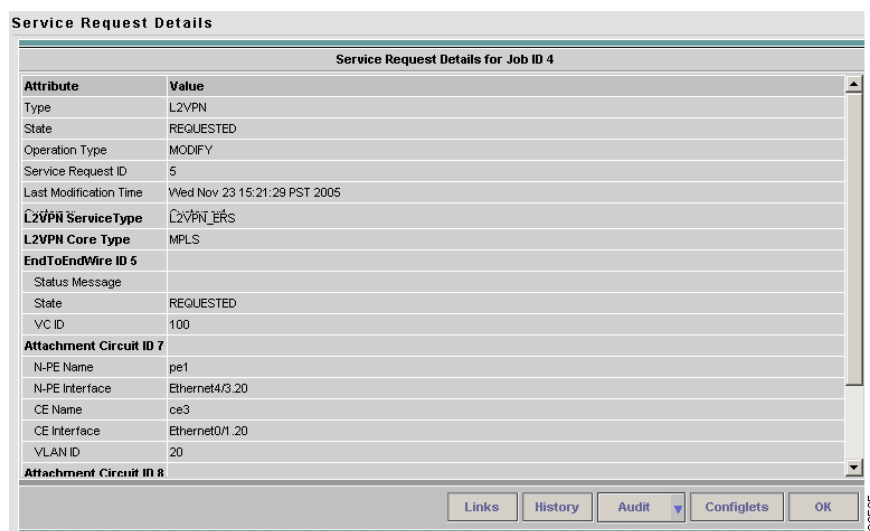 Service Request Details
Service Request Details for Job ID 4
Attribute Value
Type L2VPN
State REQUESTED
Operation Type MODIFY
Service Request ID 5
Last Modification Time Wed Nov 23 15:21:29 PST 2005
L2VPN ServiceType L2VPN_ERS
L2VPN Core Type MPLS
EndToEndWire ID 5
Status Message
State REQUESTED
VC ID 100
Attachment Circuit ID 7
N-PE Name pe1
N-PE Interface Ethernet4/3.20
CE Name ce3
CE Interface Ethernet0/1.20
VLAN ID 20
Attachment Circuit ID 8
Links History Audit Configlets OK